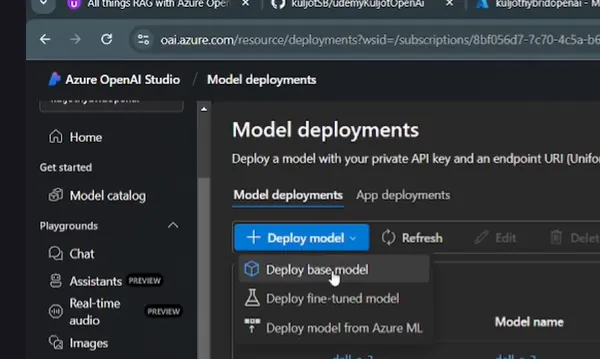 All things RAG with Azure Open
kuljotSB/udemyKuljotOpenAi
kuljothybridopenai
oai.azure.com/resource/deployments?wsid=/subscriptions/8bf056d7-7c70-4c5a-b6
Azure OpenAI Studio / Model deployments
kuljothybridopenai
Home
Get started
Model catalog
Playgrounds
Chat
Assistants PREVIEW
Real-time audio PREVIEW
Images
Model deployments
Deploy a model with your private API key and an endpoint URI (Unifor
Model deployments App deployments
Deploy model Refresh Edit Delet
Deploy base model
Deploy fine-tuned model
Deploy model from Azure ML
Model name